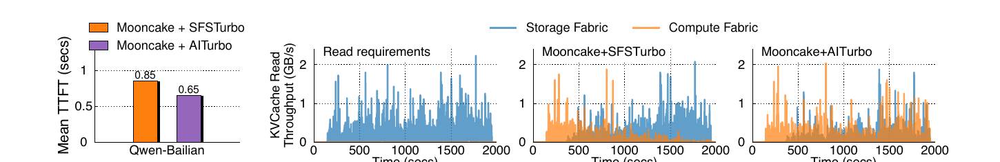 Mooncake + SFSTurbo
Mooncake + AITurbo
Mean TTFT (secs)
1
0.5
0
0.85
0.65
Qwen-Bailian
Storage Fabric
Compute Fabric
KVCache Read
Throughput (GB/s)
Read requirements
2
1
0
0 500 1000 1500 2000
Time (secs)
Mooncake+SFSTurbo
2
1
0
0 500 1000 1500 2000
Time (secs)
Mooncake+AITurbo
2
1
0
0 500 1000 1500 2000
Time (secs)